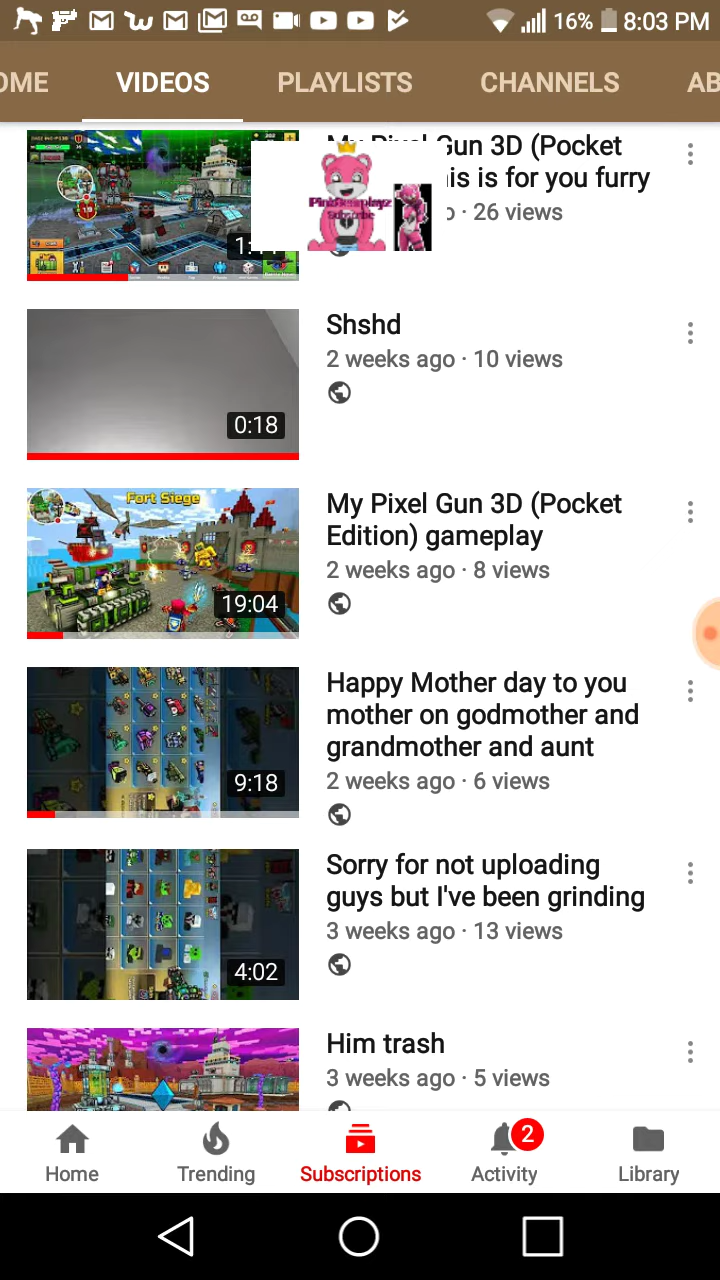 16% 8:03 PM
OME VIDEOS PLAYLISTS CHANNELS AB
My Pixel Gun 3D (Pocket
is is for you furry
26 views
PinkBearplayz
Subscribe
Shshd
2 weeks ago · 10 views
0:18
Fort Siege
My Pixel Gun 3D (Pocket
Edition) gameplay
2 weeks ago · 8 views
19:04
Happy Mother day to you
mother on godmother and
grandmother and aunt
2 weeks ago · 6 views
9:18
Sorry for not uploading
guys but I've been grinding
3 weeks ago · 13 views
4:02
Him trash
3 weeks ago · 5 views
2
Home Trending Subscriptions Activity Library